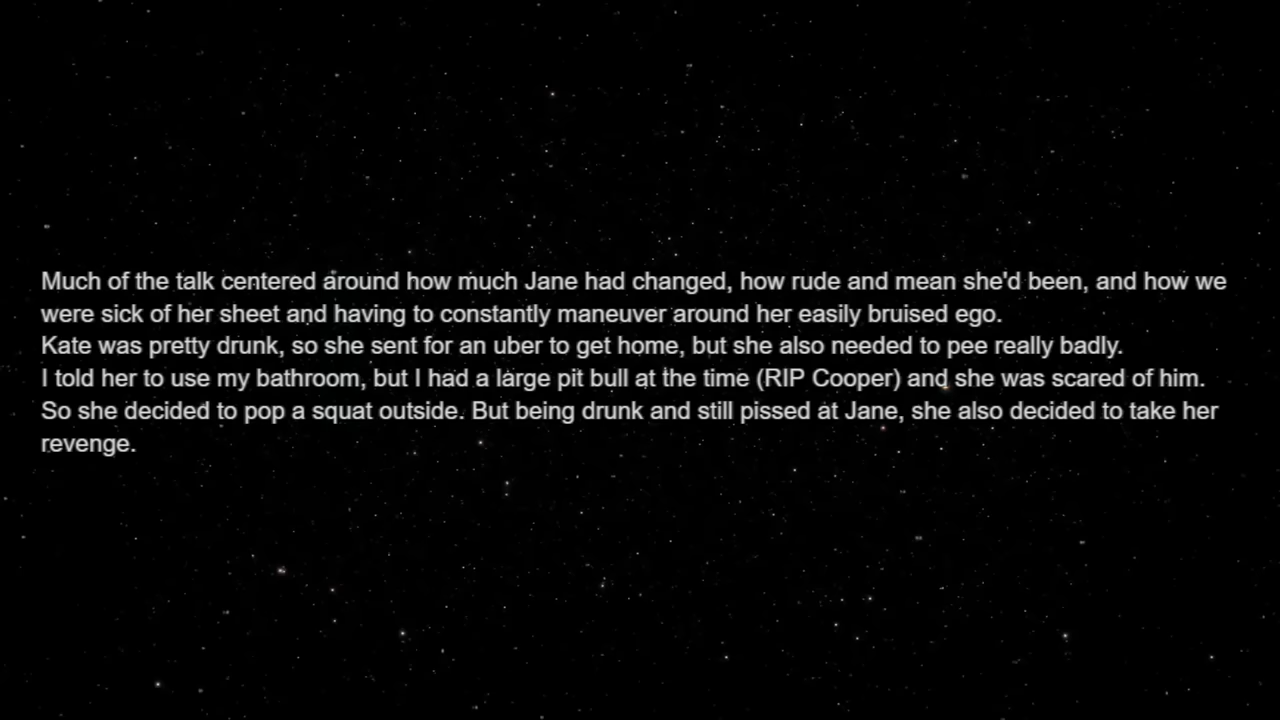 Much of the talk centered around how much Jane had changed, how rude and mean she'd been, and how we
were sick of her sheet and having to constantly maneuver around her easily bruised ego.
Kate was pretty drunk, so she sent for an uber to get home, but she also needed to pee really badly.
I told her to use my bathroom, but I had a large pit bull at the time (RIP Cooper) and she was scared of him.
So she decided to pop a squat outside. But being drunk and still pissed at Jane, she also decided to take her
revenge.